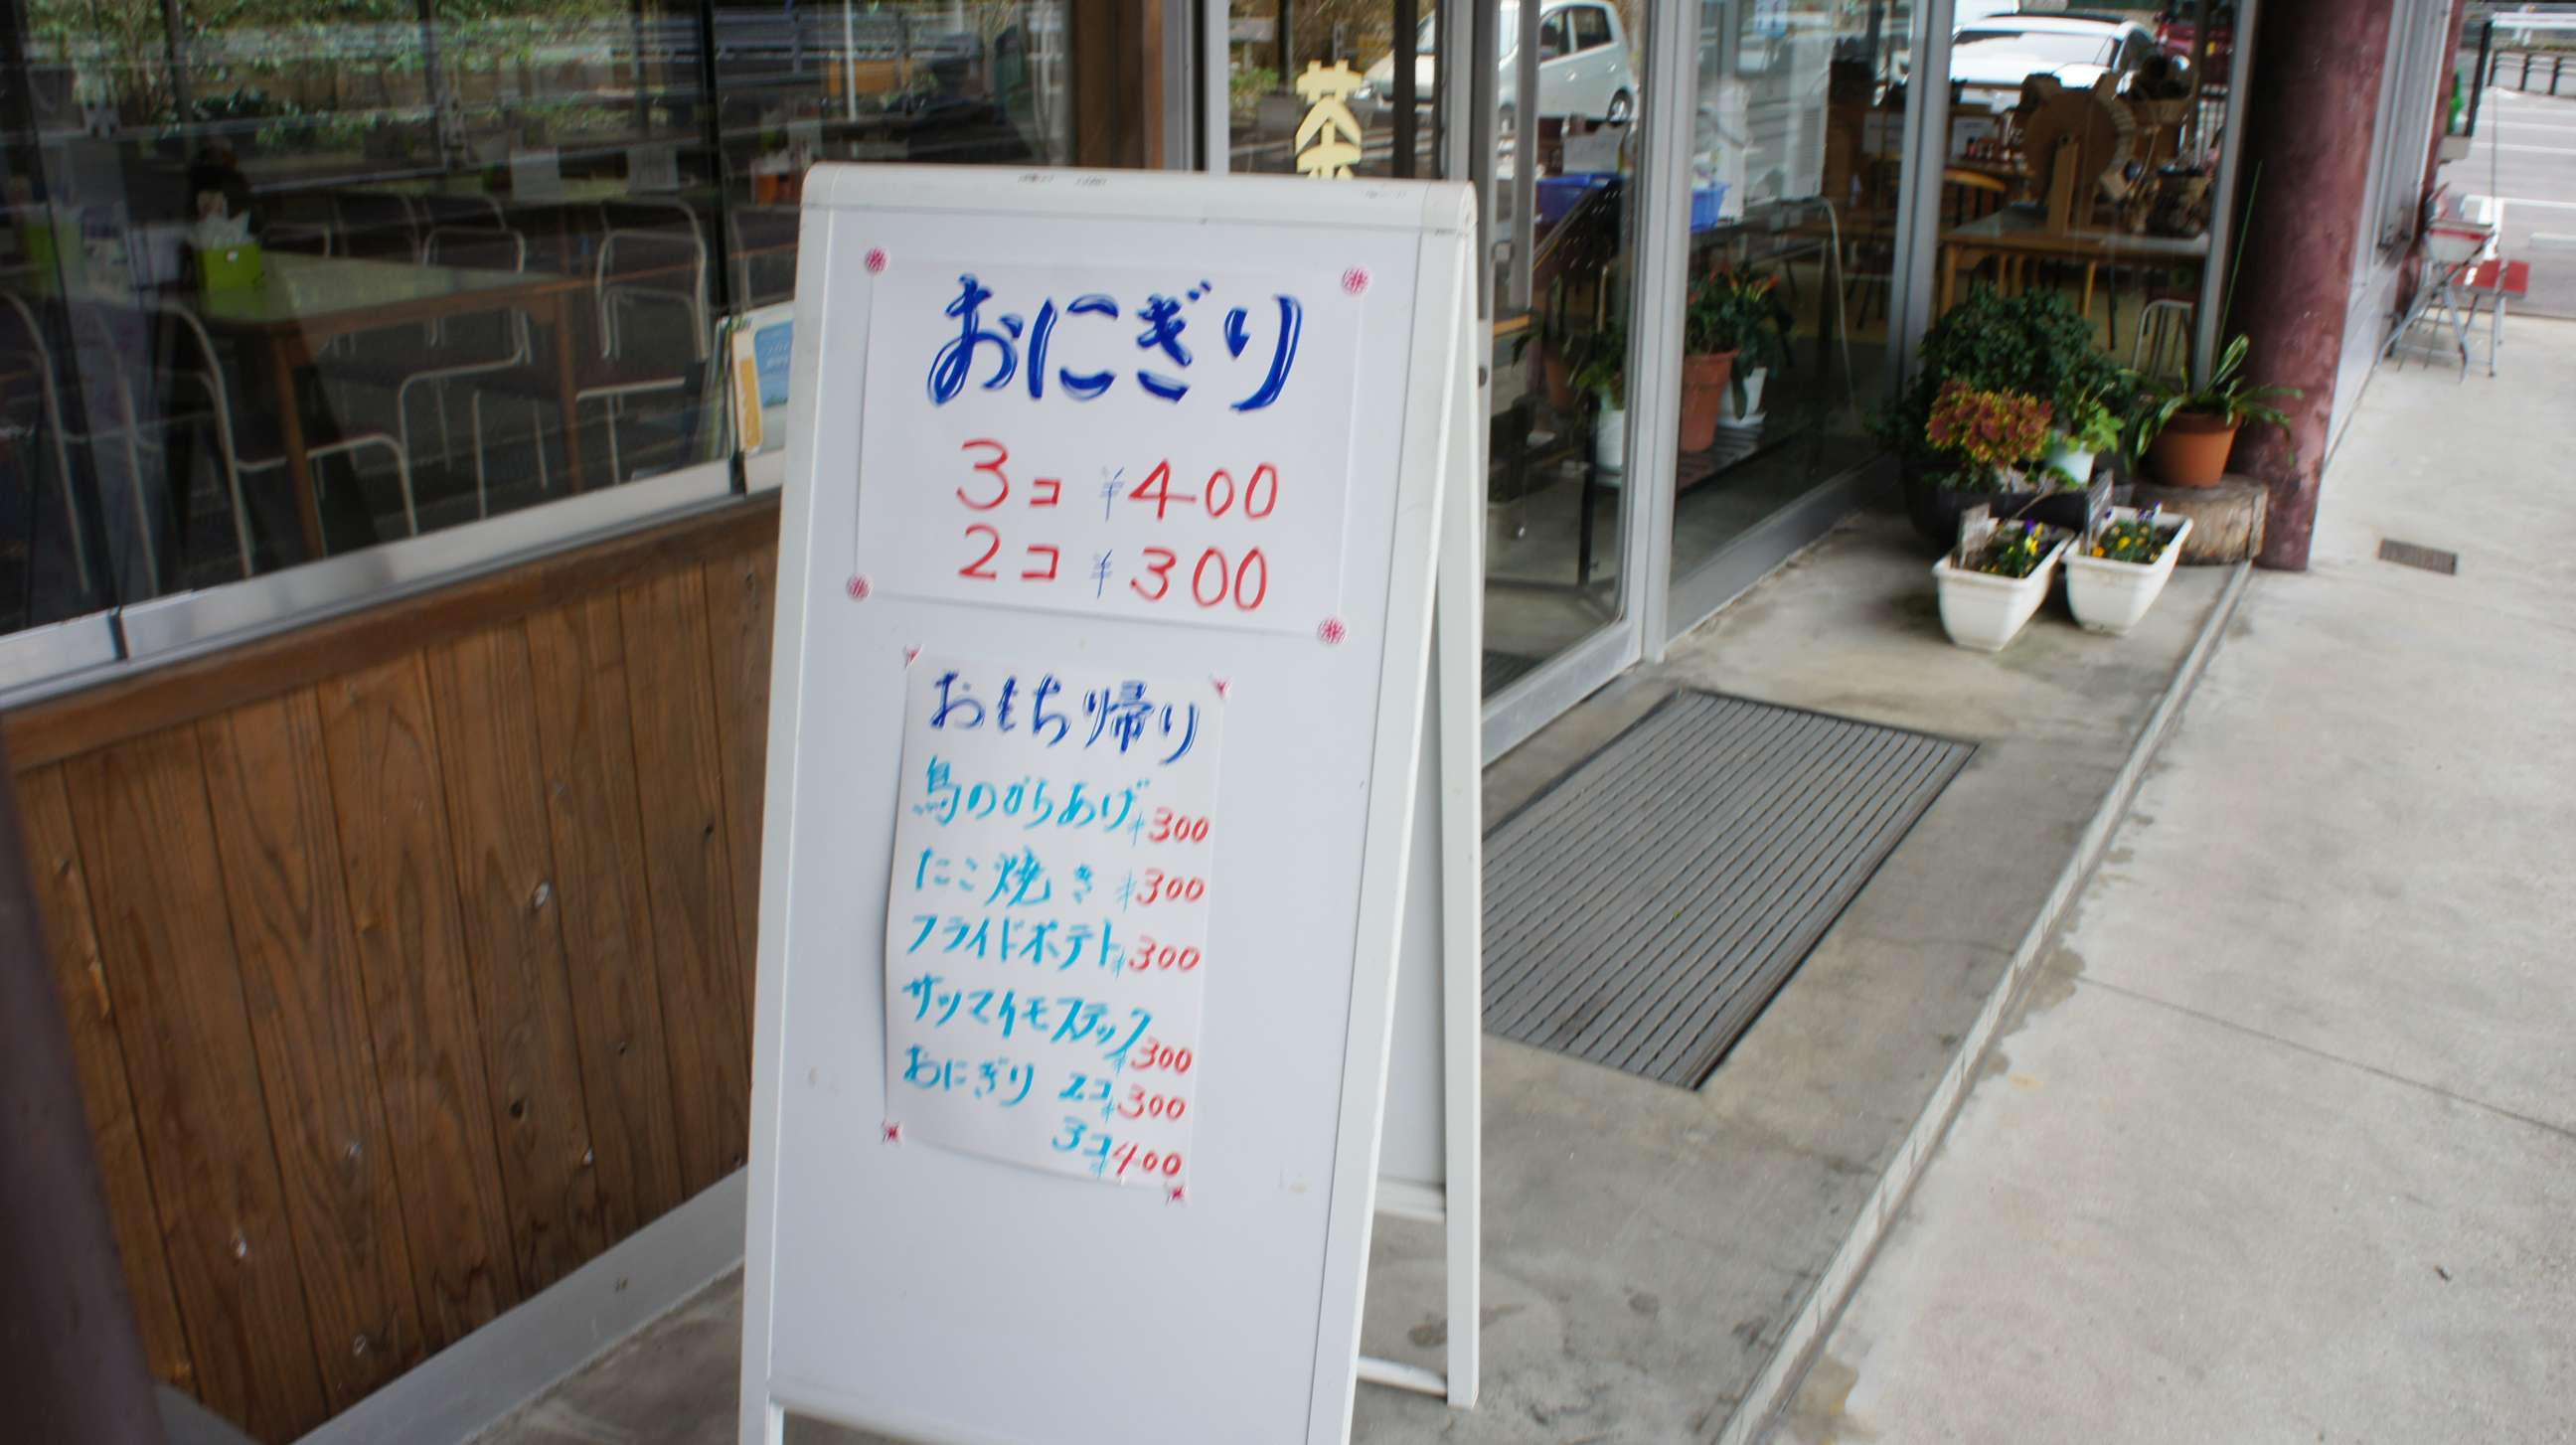 おにぎり
3コ ¥400
2コ ¥300
おもち帰り
鳥のからあげ ¥300
たこ焼き ¥300
フライドポテト ¥300
サツマイモステック
¥300
おにぎり 2コ ¥300
3コ ¥400
茶